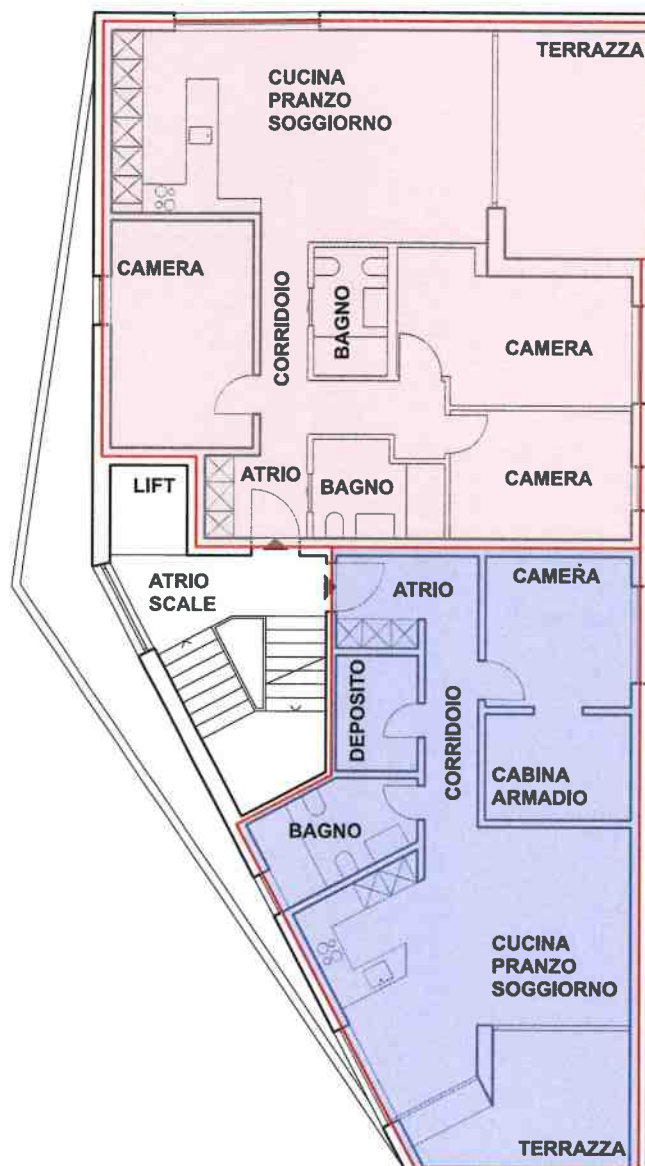 TERRAZZA
CUCINA
PRANZO
SOGGIORNO
CAMERA
CORRIDOIO
BAGNO
CAMERA
ATRIO
BAGNO
CAMERA
LIFT
ATRIO
SCALE
ATRIO
CAMERA
DEPOSITO
CORRIDOIO
CABINA
ARMADIO
BAGNO
CUCINA
PRANZO
SOGGIORNO
TERRAZZA